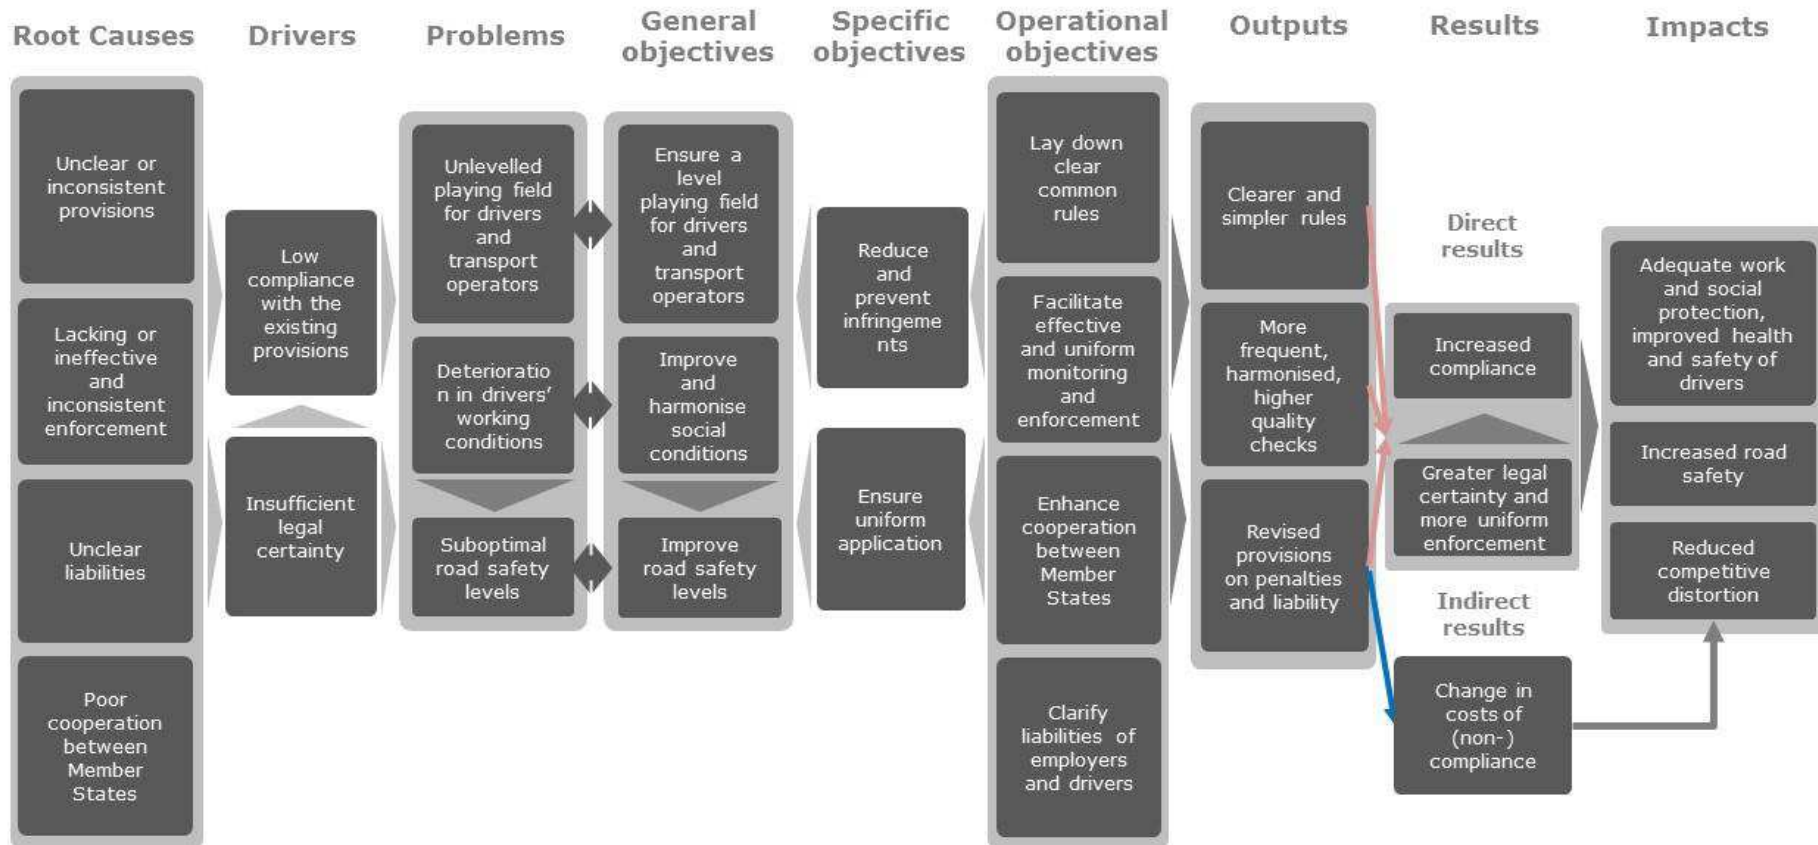 Root Causes
Drivers
Problems
General
objectives
Specific
objectives
Operational
objectives
Outputs
Results
Impacts
Unclear or
inconsistent
provisions
Lacking or
ineffective
and
inconsistent
enforcement
Unclear
liabilities
Poor
cooperation
between
Member
States
Low
compliance
with the
existing
provisions
Insufficient
legal
certainty
Unlevelled
playing field
for drivers
and
transport
operators
Deterioratio
n in drivers’
working
conditions
Suboptimal
road safety
levels
Ensure a
level
playing field
for drivers
and
transport
operators
Improve
and
harmonise
social
conditions
Improve
road safety
levels
Reduce
and
prevent
infringeme
nts
Ensure
uniform
application
Lay down
clear
common
rules
Facilitate
effective
and uniform
monitoring
and
enforcement
Enhance
cooperation
between
Member
States
Clarify
liabilities of
employers
and drivers
Clearer and
simpler rules
More
frequent,
harmonised,
higher
quality
checks
Revised
provisions
on penalties
and liability
Direct
results
Increased
compliance
Greater legal
certainty and
more uniform
enforcement
Indirect
results
Change in
costs of
(non-)
compliance
Adequate work
and social
protection,
improved health
and safety of
drivers
Increased road
safety
Reduced
competitive
distortion